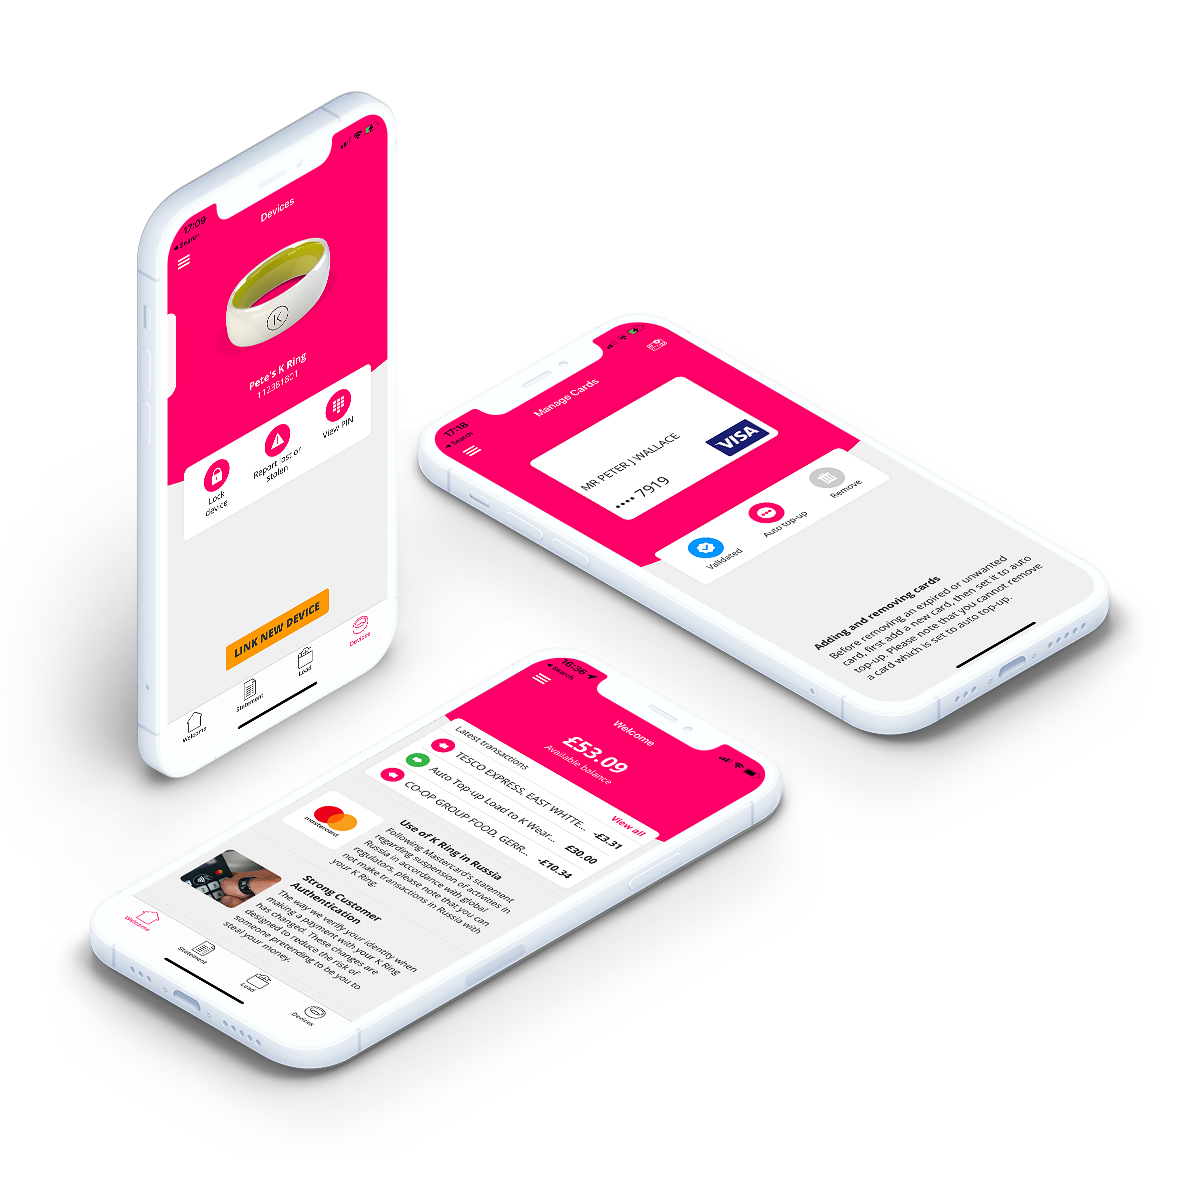 17:09
Search
Devices
K
Pete's K Ring
112381801
Lock
device
Report lost or
stolen
View PIN
LINK NEW DEVICE
Welcome
Statement
Load
Devices
17:18
Search
Manage Cards
MR PETER J WALLACE
•••• 7919
VISA
Validated
Auto top-up
Remove
Adding and removing cards
Before removing an expired or unwanted
card, first add a new card, then set it to auto
top-up. Please note that you cannot remove
a card which is set to auto top-up.
16:36
Search
Welcome
£53.09
Available balance
Latest transactions
View all
TESCO EXPRESS, EAST WHITTE... -£3.31
Auto Top-up Load to K Wear... £30.00
CO-OP GROUP FOOD, GERR... -£10.34
mastercard
Use of K Ring in Russia
Following Mastercard's statement
regarding suspension of activities in
Russia in accordance with global
regulators, please note that you can
not make transactions in Russia with
your K Ring.
Strong Customer
Authentication
The way we verify your identity when
making a payment with your K Ring
has changed. These changes are
designed to reduce the risk of
someone pretending to be you to
steal your money.
Welcome
Statement
Load
Devices